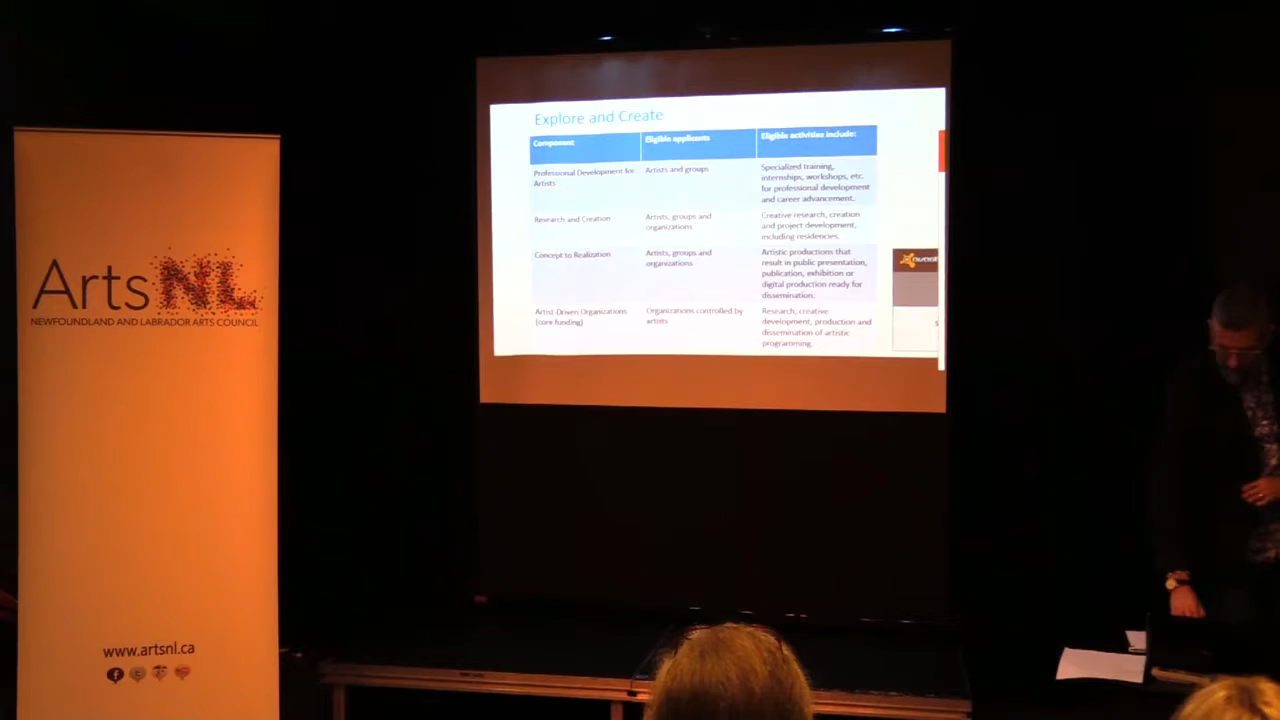 Explore and Create
Component
Eligible applicants
Eligible activities include:
Professional Development for
Artists
Artists and groups
Specialized training,
internships, workshops, etc.
for professional development
and career advancement.
Research and Creation
Artists, groups and
organizations
Creative research, creation
and project development,
including residencies.
Concept to Realization
Artists, groups and
organizations
Artistic productions that
result in public presentation,
publication, exhibition or
digital production ready for
dissemination.
Artist-Driven Organizations
(core funding)
Organizations controlled by
artists
Research, creative
development, production and
dissemination of artistic
programming.
ArtsNL
NEWFOUNDLAND AND LABRADOR ARTS COUNCIL
www.artsnl.ca